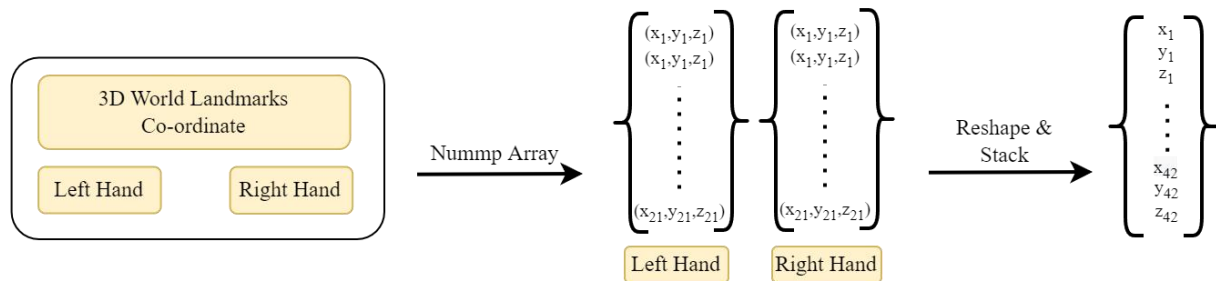 3D World Landmarks
Co-ordinate
Left Hand
Right Hand
Nummp Array
(x₁,y₁,z₁)
(x₁,y₁,z₁)
(x₂₁,y₂₁,z₂₁)
Left Hand
(x₁,y₁,z₁)
(x₁,y₁,z₁)
(x₂₁,y₂₁,z₂₁)
Right Hand
Reshape &
Stack
x₁
y₁
z₁
x₄₂
y₄₂
z₄₂